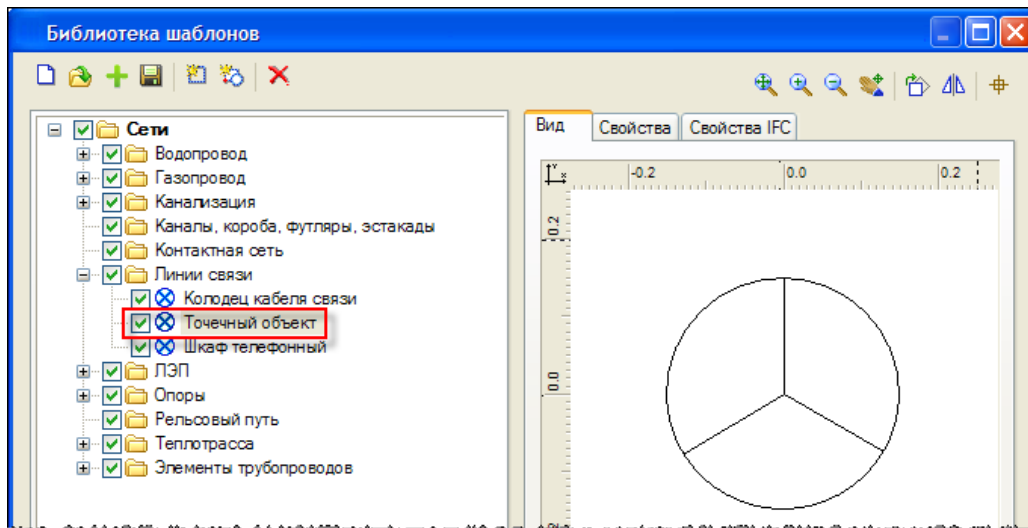 Библиотека шаблонов
Вид Свойства Свойства IFC
Сети
Водопровод
Газопровод
Канализация
Каналы, короба, футляры, эстакады
Контактная сеть
Линии связи
Колодец кабеля связи
Точечный объект
Шкаф телефонный
ЛЭП
Опоры
Рельсовый путь
Теплотрасса
Элементы трубопроводов
Y X -0.2 0.0 0.2
0.2
0.0